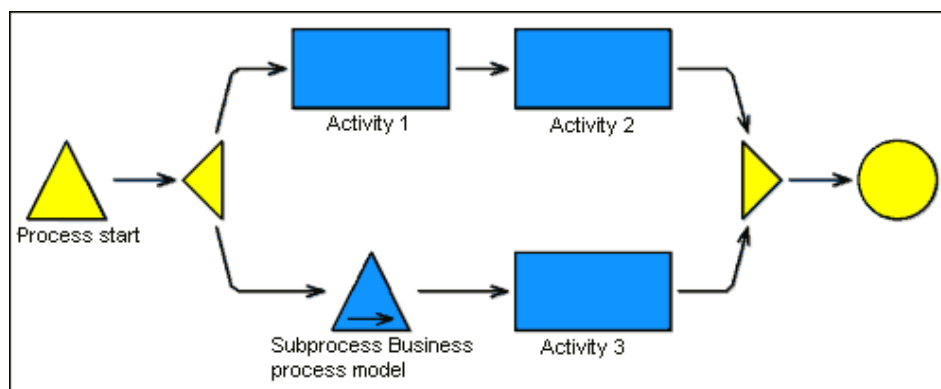 Activity 1
Activity 2
Process start
Subprocess Business
process model
Activity 3